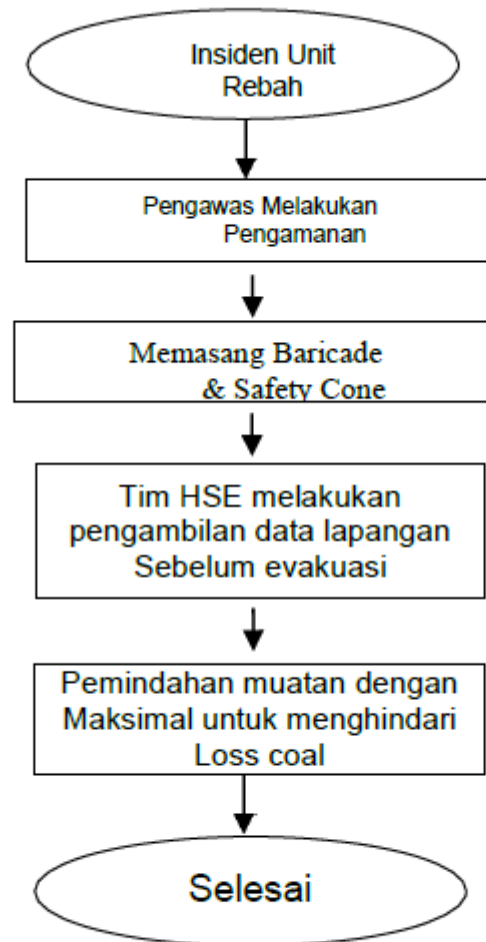 Insiden Unit
Rebah
Pengawas Melakukan
Pengamanan
Memasang Baricade
& Safety Cone
Tim HSE melakukan
pengambilan data lapangan
Sebelum evakuasi
Pemindahan muatan dengan
Maksimal untuk menghindari
Loss coal
Selesai